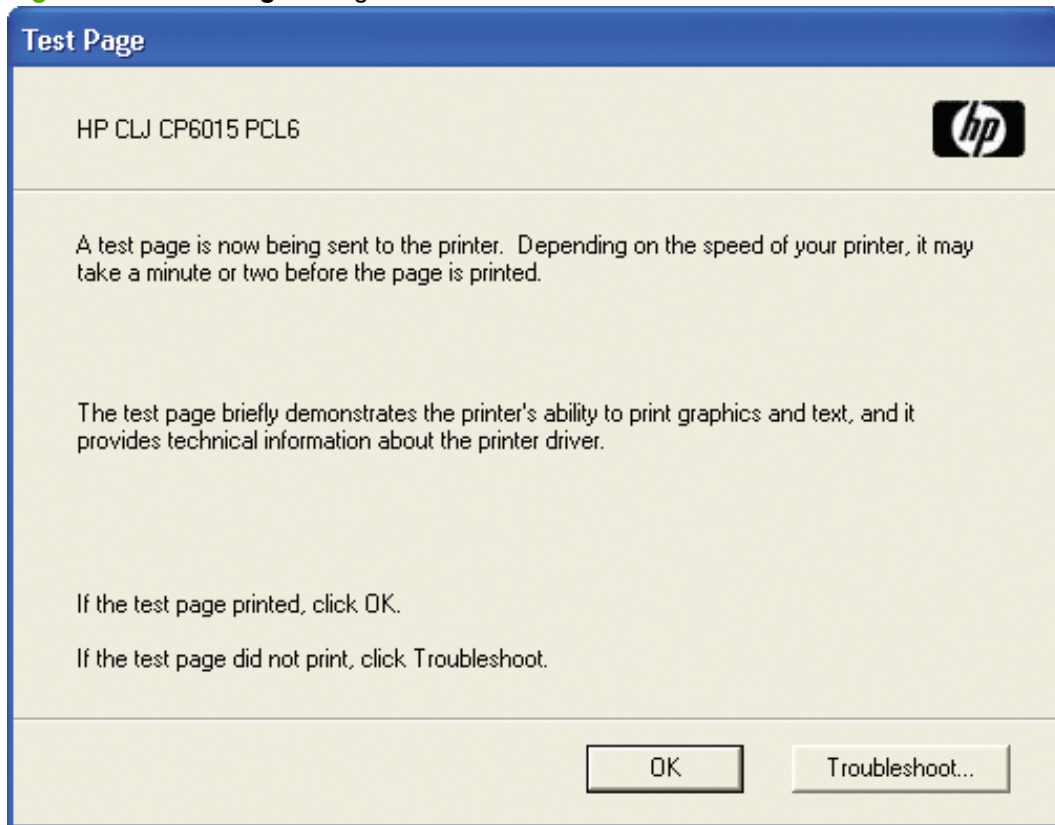 Test Page
HP CLJ CP6015 PCL6
hp
A test page is now being sent to the printer. Depending on the speed of your printer, it may
take a minute or two before the page is printed.
The test page briefly demonstrates the printer's ability to print graphics and text, and it
provides technical information about the printer driver.
If the test page printed, click OK.
If the test page did not print, click Troubleshoot.
OK
Troubleshoot...